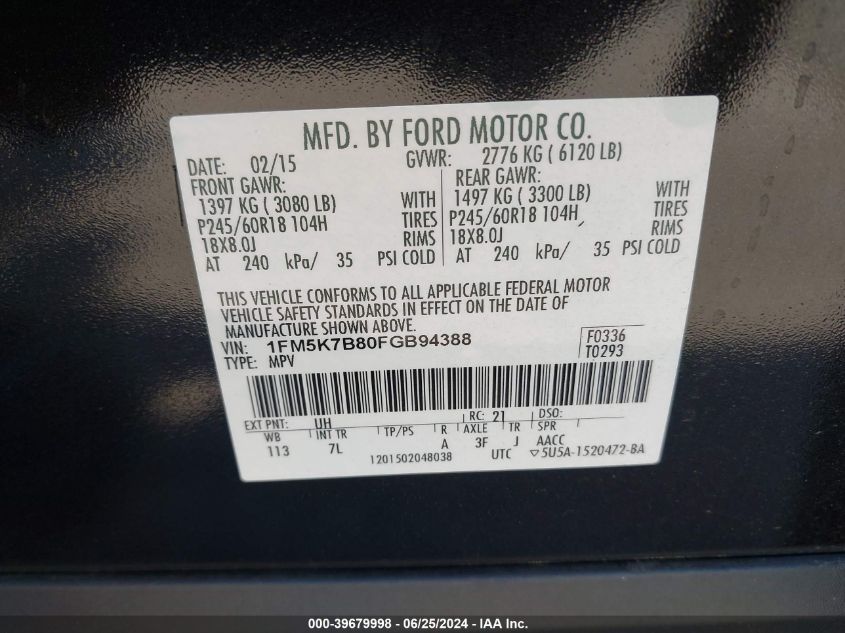 MFD. BY FORD MOTOR CO.
DATE: 02/15 GVWR: 2776 KG ( 6120 LB)
FRONT GAWR: REAR GAWR:
1397 KG ( 3080 LB) WITH 1497 KG ( 3300 LB) WITH
P245/60R18 104H TIRES P245/60R18 104H TIRES
18X8.0J RIMS 18X8.0J RIMS
AT 240 kPa/ 35 PSI COLD AT 240 kPa/ 35 PSI COLD
THIS VEHICLE CONFORMS TO ALL APPLICABLE FEDERAL MOTOR
VEHICLE SAFETY STANDARDS IN EFFECT ON THE DATE OF
MANUFACTURE SHOWN ABOVE.
VIN: 1FM5K7B80FGB94388 F0336
TYPE: MPV T0293
EXT PNT: UH RC: 21 DSO:
WB INT TR TP/PS R AXLE TR SPR
113 7L A 3F J AACC
1201502048038 UTC ▽5U5A-1520472-BA
000-39679998 - 06/25/2024 - IAA Inc.